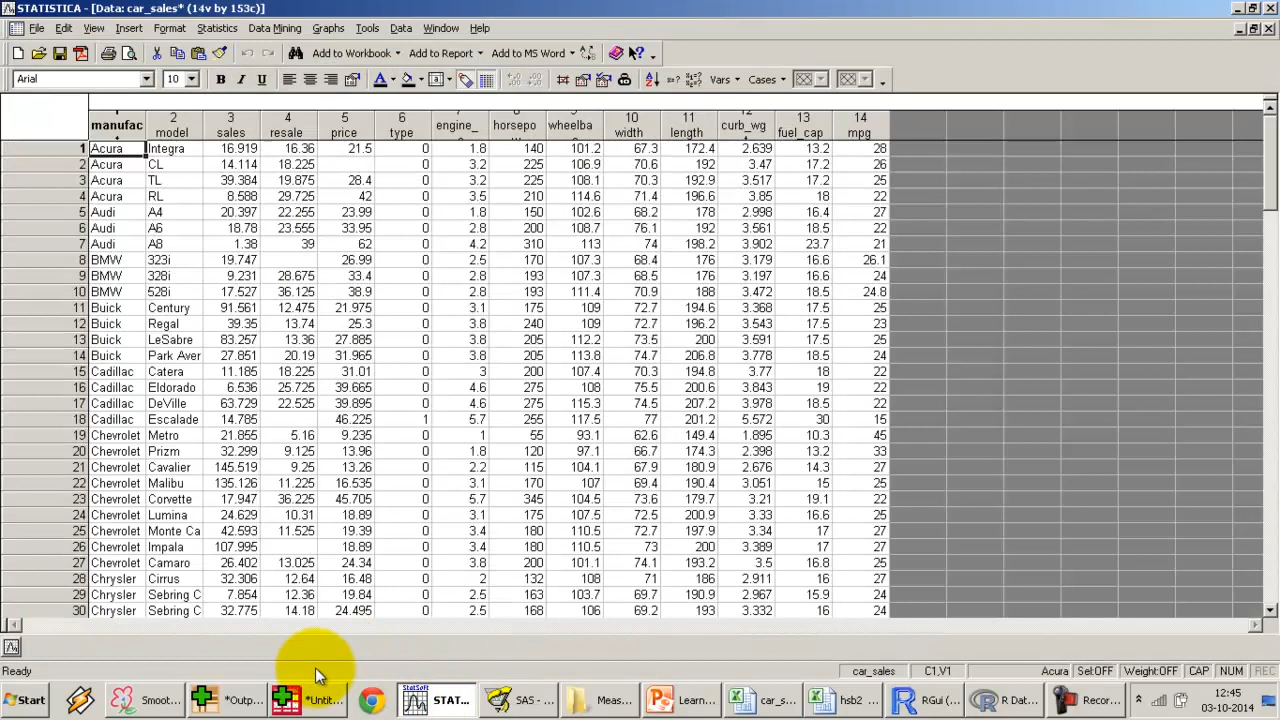 STATISTICA - [Data: car_sales* (14v by 153c)]
File Edit View Insert Format Statistics Data Mining Graphs Tools Data Window Help
Add to Workbook Add to Report Add to MS Word
Arial 10 B I U Vars Cases
1 2 3 4 5 6 7 8 9 10 11 12 13 14
manufac model sales resale price type engine_ horsepo wheelba width length curb_wg fuel_cap mpg
1 Acura Integra 16.919 16.36 21.5 0 1.8 140 101.2 67.3 172.4 2.639 13.2 28
2 Acura CL 14.114 18.225 0 3.2 225 106.9 70.6 192 3.47 17.2 26
3 Acura TL 39.384 19.875 28.4 0 3.2 225 108.1 70.3 192.9 3.517 17.2 25
4 Acura RL 8.588 29.725 42 0 3.5 210 114.6 71.4 196.6 3.85 18 22
5 Audi A4 20.397 22.255 23.99 0 1.8 150 102.6 68.2 178 2.998 16.4 27
6 Audi A6 18.78 23.555 33.95 0 2.8 200 108.7 76.1 192 3.561 18.5 22
7 Audi A8 1.38 39 62 0 4.2 310 113 74 198.2 3.902 23.7 21
8 BMW 323i 19.747 26.99 0 2.5 170 107.3 68.4 176 3.179 16.6 26.1
9 BMW 328i 9.231 28.675 33.4 0 2.8 193 107.3 68.5 176 3.197 16.6 24
10 BMW 528i 17.527 36.125 38.9 0 2.8 193 111.4 70.9 188 3.472 18.5 24.8
11 Buick Century 91.561 12.475 21.975 0 3.1 175 109 72.7 194.6 3.368 17.5 25
12 Buick Regal 39.35 13.74 25.3 0 3.8 240 109 72.7 196.2 3.543 17.5 23
13 Buick LeSabre 83.257 13.36 27.885 0 3.8 205 112.2 73.5 200 3.591 17.5 25
14 Buick Park Aver 27.851 20.19 31.965 0 3.8 205 113.8 74.7 206.8 3.778 18.5 24
15 Cadillac Catera 11.185 18.225 31.01 0 3 200 107.4 70.3 194.8 3.77 18 22
16 Cadillac Eldorado 6.536 25.725 39.665 0 4.6 275 108 75.5 200.6 3.843 19 22
17 Cadillac DeVille 63.729 22.525 39.895 0 4.6 275 115.3 74.5 207.2 3.978 18.5 22
18 Cadillac Escalade 14.785 46.225 1 5.7 255 117.5 77 201.2 5.572 30 15
19 Chevrolet Metro 21.855 5.16 9.235 0 1 55 93.1 62.6 149.4 1.895 10.3 45
20 Chevrolet Prizm 32.299 9.125 13.96 0 1.8 120 97.1 66.7 174.3 2.398 13.2 33
21 Chevrolet Cavalier 145.519 9.25 13.26 0 2.2 115 104.1 67.9 180.9 2.676 14.3 27
22 Chevrolet Malibu 135.126 11.225 16.535 0 3.1 170 107 69.4 190.4 3.051 15 25
23 Chevrolet Corvette 17.947 36.225 45.705 0 5.7 345 104.5 73.6 179.7 3.21 19.1 22
24 Chevrolet Lumina 24.629 10.31 18.89 0 3.1 175 107.5 72.5 200.9 3.33 16.6 25
25 Chevrolet Monte Ca 42.593 11.525 19.39 0 3.4 180 110.5 72.7 197.9 3.34 17 27
26 Chevrolet Impala 107.995 18.89 0 3.4 180 110.5 73 200 3.389 17 27
27 Chevrolet Camaro 26.402 13.025 24.34 0 3.8 200 101.1 74.1 193.2 3.5 16.8 25
28 Chrysler Cirrus 32.306 12.64 16.48 0 2 132 108 71 186 2.911 16 27
29 Chrysler Sebring C 7.854 12.36 19.84 0 2.5 163 103.7 69.7 190.9 2.967 15.9 24
30 Chrysler Sebring C 32.775 14.18 24.495 0 2.5 168 106 69.2 193 3.332 16 24
Ready car_sales C1,V1 Acura Sel:OFF Weight:OFF CAP NUM REC
Start Smoot... *Outp... *Untit... STAT... SAS - ... Meas... Learn... car_s... hsb2 ... RGui (... R Dat... Recor... 12:45
03-10-2014